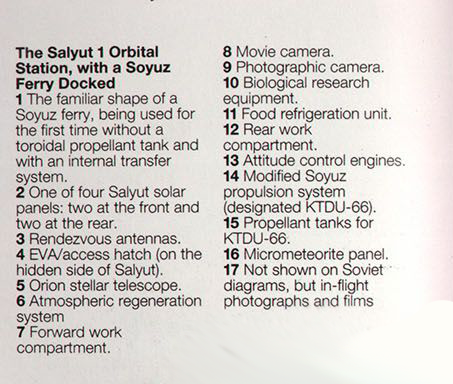 The Salyut 1 Orbital
Station, with a Soyuz
Ferry Docked
1 The familiar shape of a
Soyuz ferry, being used for
the first time without a
toroidal propellant tank and
with an internal transfer
system.
2 One of four Salyut solar
panels: two at the front and
two at the rear.
3 Rendezvous antennas.
4 EVA/access hatch (on the
hidden side of Salyut).
5 Orion stellar telescope.
6 Atmospheric regeneration
system
7 Forward work
compartment.
8 Movie camera.
9 Photographic camera.
10 Biological research
equipment.
11 Food refrigeration unit.
12 Rear work
compartment.
13 Attitude control engines.
14 Modified Soyuz
propulsion system
(designated KTDU-66).
15 Propellant tanks for
KTDU-66.
16 Micrometeorite panel.
17 Not shown on Soviet
diagrams, but in-flight
photographs and films